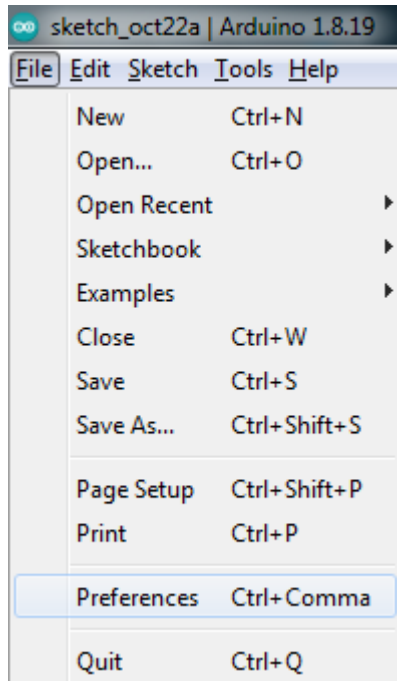 sketch_oct22a | Arduino 1.8.19
File Edit Sketch Tools Help
New Ctrl+N
Open... Ctrl+O
Open Recent
Sketchbook
Examples
Close Ctrl+W
Save Ctrl+S
Save As... Ctrl+Shift+S
Page Setup Ctrl+Shift+P
Print Ctrl+P
Preferences Ctrl+Comma
Quit Ctrl+Q